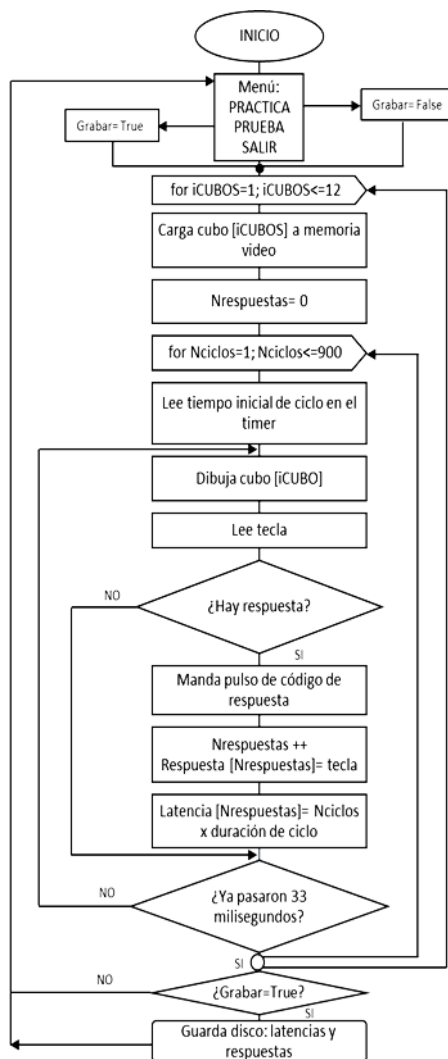 INICIO
Menú:
PRACTICA
PRUEBA
SALIR
Grabar= True
Grabar= False
for iCUBOS=1; iCUBOS<=12
Carga cubo [iCUBOS] a memoria
video
Nrespuestas= 0
for Nciclos=1; Nciclos<=900
Lee tiempo inicial de ciclo en el
timer
Dibuja cubo [iCUBO]
Lee tecla
NO
¿Hay respuesta?
SI
Manda pulso de código de
respuesta
Nrespuestas ++
Respuesta [Nrespuestas]= tecla
Latencia [Nrespuestas]= Nciclos
x duración de ciclo
NO
¿Ya pasaron 33
milisegundos?
SI
NO
¿Grabar=True?
SI
Guarda disco: latencias y
respuestas